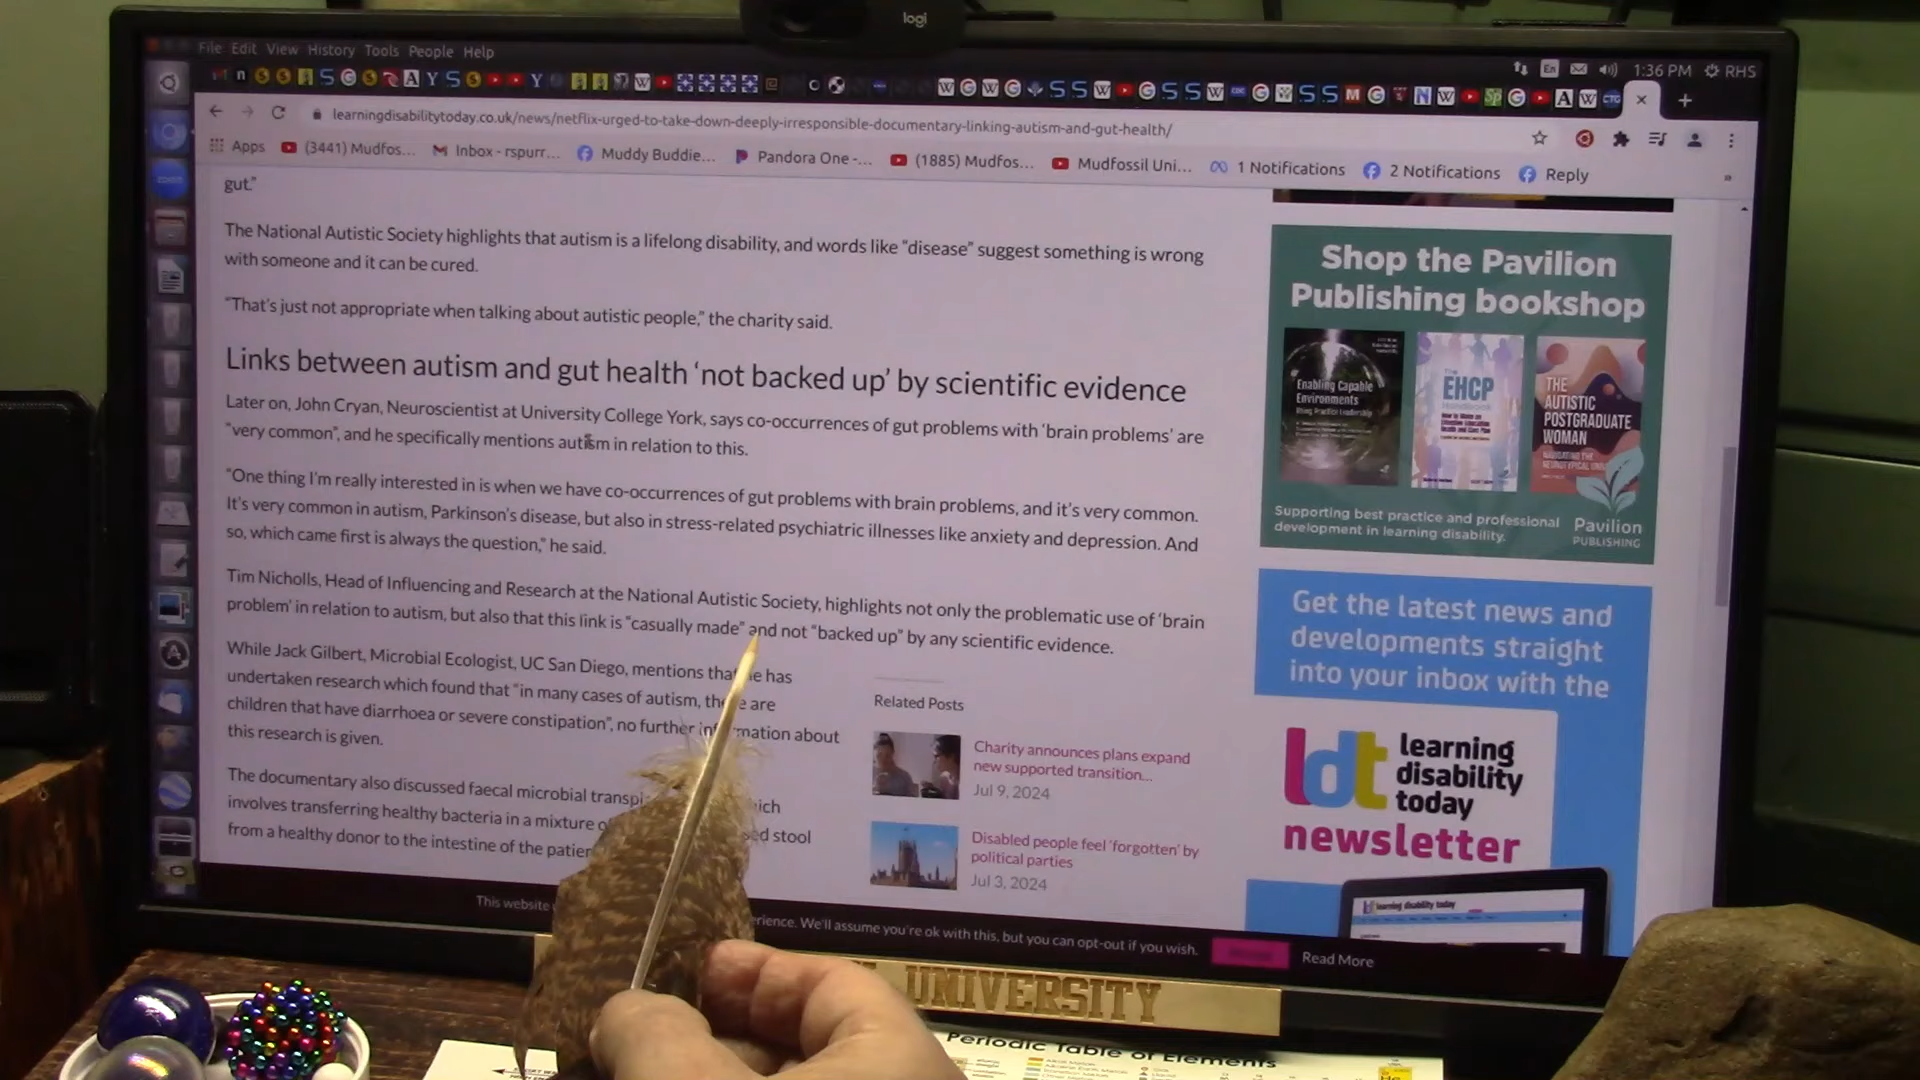 logi
File Edit View History Tools People Help
1:36 PM RHS
learningdisabilitytoday.co.uk/news/netflix-urged-to-take-down-deeply-irresponsible-documentary-linking-autism-and-gut-health/
Apps (3441) Mudfos... Inbox - rspurr... Muddy Buddie... Pandora One -... (1885) Mudfos... Mudfossil Uni... 1 Notifications 2 Notifications Reply
gut.”
The National Autistic Society highlights that autism is a lifelong disability, and words like “disease” suggest something is wrong
with someone and it can be cured.
“That’s just not appropriate when talking about autistic people,” the charity said.
Links between autism and gut health ‘not backed up’ by scientific evidence
Later on, John Cryan, Neuroscientist at University College York, says co-occurrences of gut problems with ‘brain problems’ are
“very common”, and he specifically mentions autism in relation to this.
“One thing I’m really interested in is when we have co-occurrences of gut problems with brain problems, and it’s very common.
It’s very common in autism, Parkinson’s disease, but also in stress-related psychiatric illnesses like anxiety and depression. And
so, which came first is always the question,” he said.
Tim Nicholls, Head of Influencing and Research at the National Autistic Society, highlights not only the problematic use of ‘brain
problem’ in relation to autism, but also that this link is “casually made” and not “backed up” by any scientific evidence.
While Jack Gilbert, Microbial Ecologist, UC San Diego, mentions that he has
undertaken research which found that “in many cases of autism, there are
children that have diarrhoea or severe constipation”, no further information about
this research is given.
The documentary also discussed faecal microbial
involves transferring healthy bacteria in a mixture stool
from a healthy donor to the intestine of the
Related Posts
Charity announces plans expand
new supported transition...
Jul 9, 2024
Disabled people feel ‘forgotten’ by
political parties
Jul 3, 2024
Shop the Pavilion
Publishing bookshop
Enabling Capable
Environments
Using Practice Leadership
The
EHCP
Handbook
THE
AUTISTIC
POSTGRADUATE
WOMAN
Supporting best practice and professional
development in learning disability.
Pavilion
PUBLISHING
Get the latest news and
developments straight
into your inbox with the
ldt learning
disability
today
newsletter
learning disability today
This website We’ll assume you’re ok with this, but you can opt-out if you wish. Read More
UNIVERSITY
Periodic Table of Elements